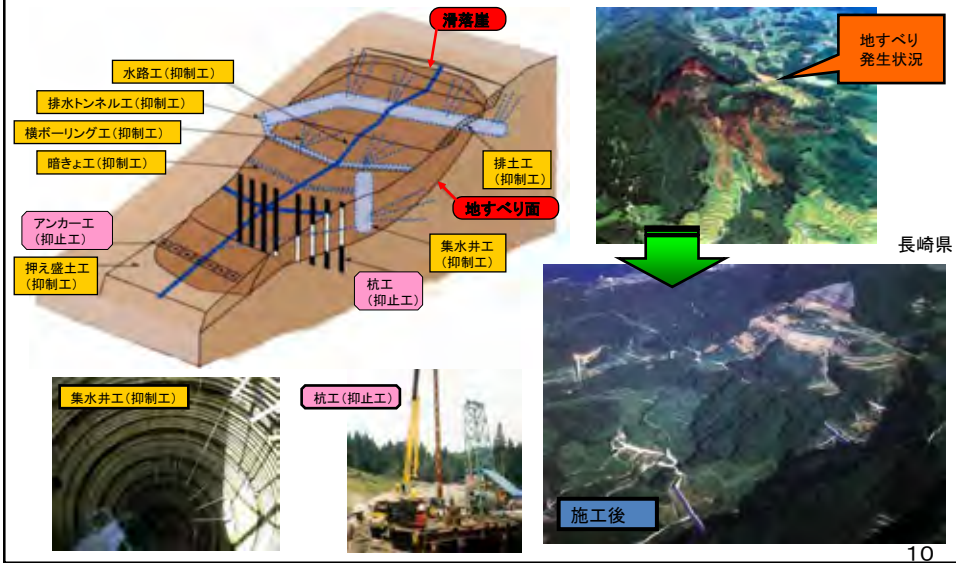 滑落崖
水路工(抑制工)
排水トンネル工(抑制工)
横ボーリング工(抑制工)
暗きょ工(抑制工)
アンカー工
(抑止工)
押え盛土工
(抑制工)
排土工
(抑制工)
地すべり面
集水井工
(抑制工)
杭工
(抑止工)
地すべり
発生状況
長崎県
集水井工(抑制工)
杭工(抑止工)
施工後
10